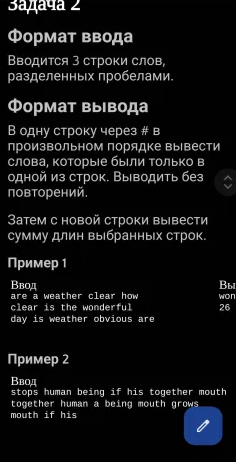 Задача 2
Формат ввода
Вводится 3 строки слов,
разделенных пробелами.
Формат вывода
В одну строку через # в
произвольном порядке вывести
слова, которые были только в
одной из строк. Выводить без
повторений.
Затем с новой строки вывести
сумму длин выбранных строк.
Пример 1
Ввод Вы
are a weather clear how won
clear is the wonderful 26
day is weather obvious are
Пример 2
Ввод
stops human being if his together mouth
together human a being mouth grows
mouth if his